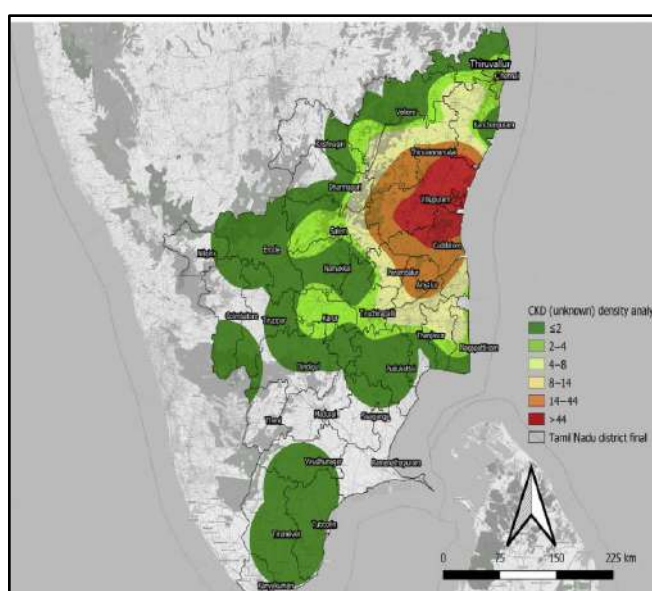 Thiruvallur
Chennai
Vellore
Kancheepuram
Krishnagiri
Thiruvannamalai
Dharmapuri
Villupuram
Salem
Cuddalore
Erode
Nilgiris
Namakkal
Perambalur
Ariyalur
Coimbatore
Tiruppur
Karur
Tiruchirapalli
Thanjavur
Nagapattinam
Dindigul
Pudukottai
Theni
Madurai
Sivaganga
Virudhunagar
Ramanathapuram
Tuticorin
Tirunelveli
Kanyakumari
CKD (unknown) density analy
≤2
2–4
4–8
8–14
14–44
>44
Tamil Nadu district final
0 75 150 225 km